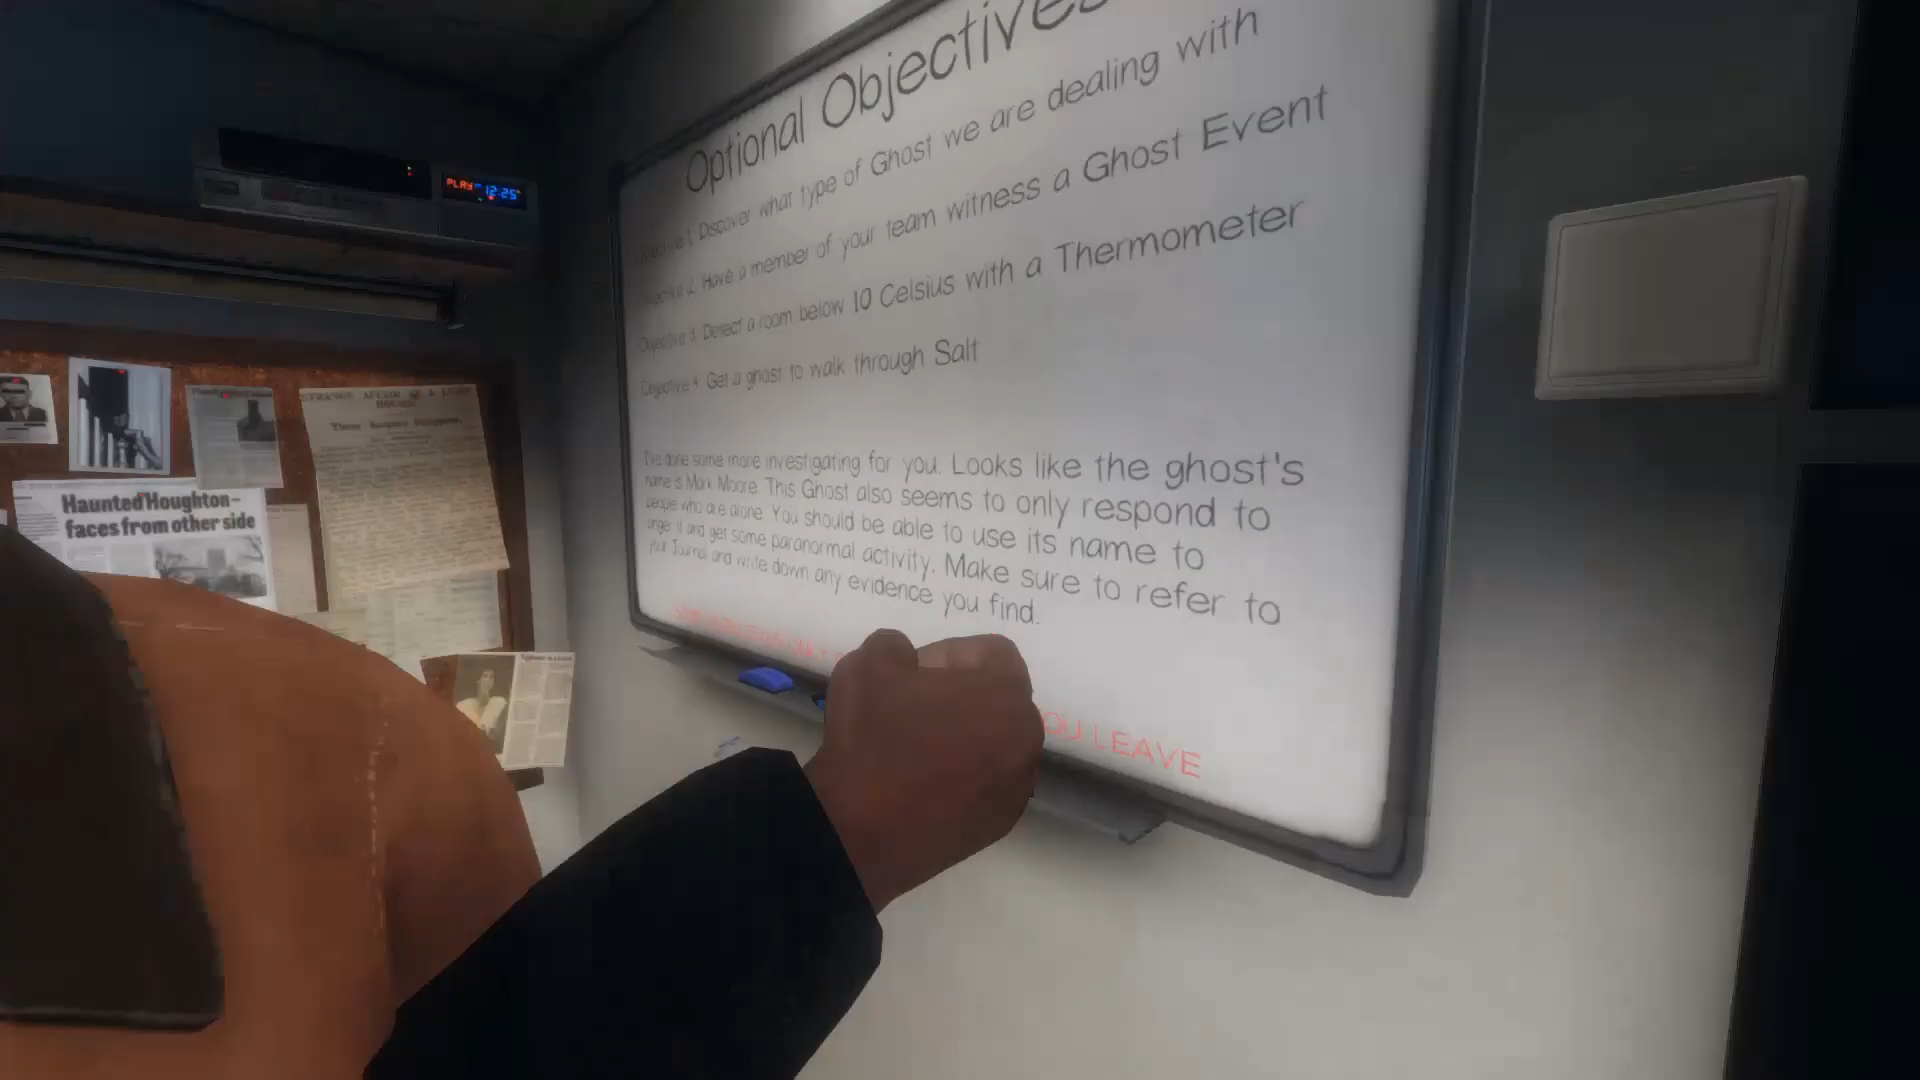 PLAY 12:25
Optional Objectives
Objective 1. Discover what type of Ghost we are dealing with
Objective 2. Have a member of your team witness a Ghost Event
Objective 3. Detect a room below 10 Celsius with a Thermometer
Objective 4. Get a ghost to walk through Salt
I've done some more investigating for you. Looks like the ghost's
name is Mark Moore. This Ghost also seems to only respond to
people who are alone. You should be able to use its name to
anger it and get some paranormal activity. Make sure to refer to
your Journal and write down any evidence you find.
YOU LEAVE
Haunted Houghton -
faces from other side
STRANGE AFFAIR